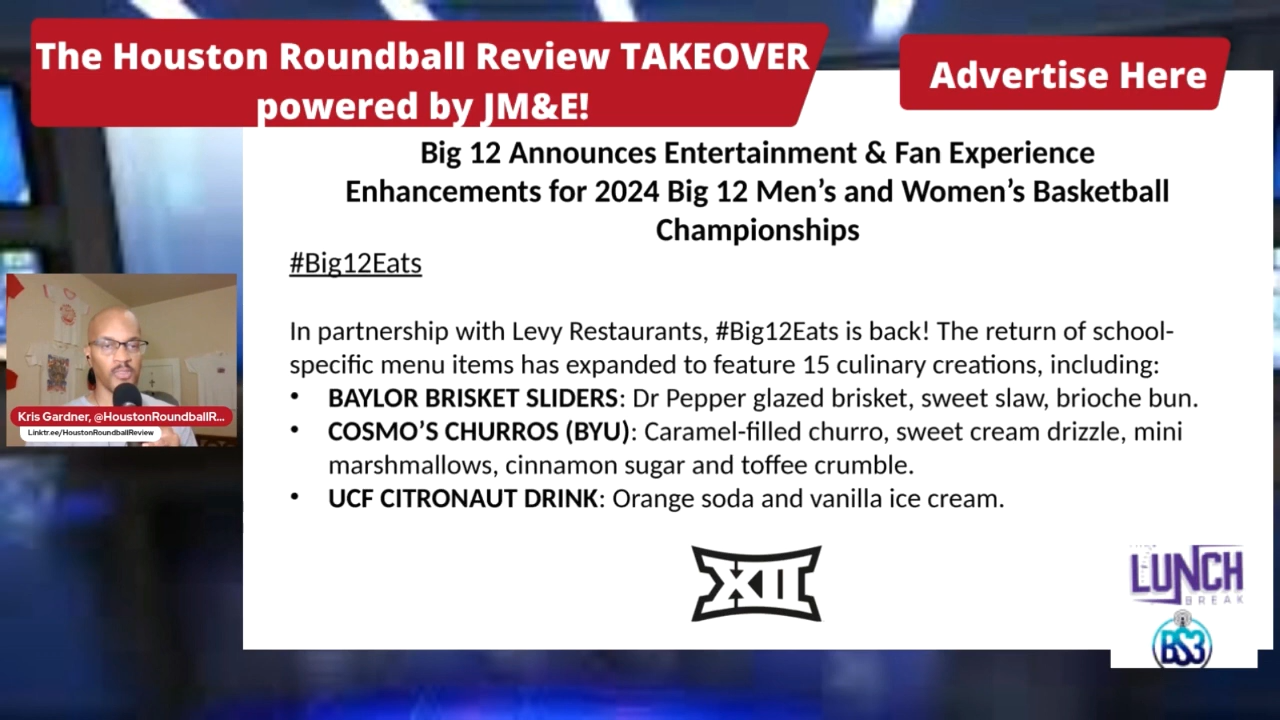 The Houston Roundball Review TAKEOVER
powered by JM&E!
Advertise Here
Big 12 Announces Entertainment & Fan Experience
Enhancements for 2024 Big 12 Men’s and Women’s Basketball
Championships
#Big12Eats
In partnership with Levy Restaurants, #Big12Eats is back! The return of school-
specific menu items has expanded to feature 15 culinary creations, including:
• BAYLOR BRISKET SLIDERS: Dr Pepper glazed brisket, sweet slaw, brioche bun.
• COSMO’S CHURROS (BYU): Caramel-filled churro, sweet cream drizzle, mini
marshmallows, cinnamon sugar and toffee crumble.
• UCF CITRONAUT DRINK: Orange soda and vanilla ice cream.
Kris Gardner, @HoustonRoundballR...
Linktr.ee/HoustonRoundballReview
XII
LUNCH
BREAK
BS3